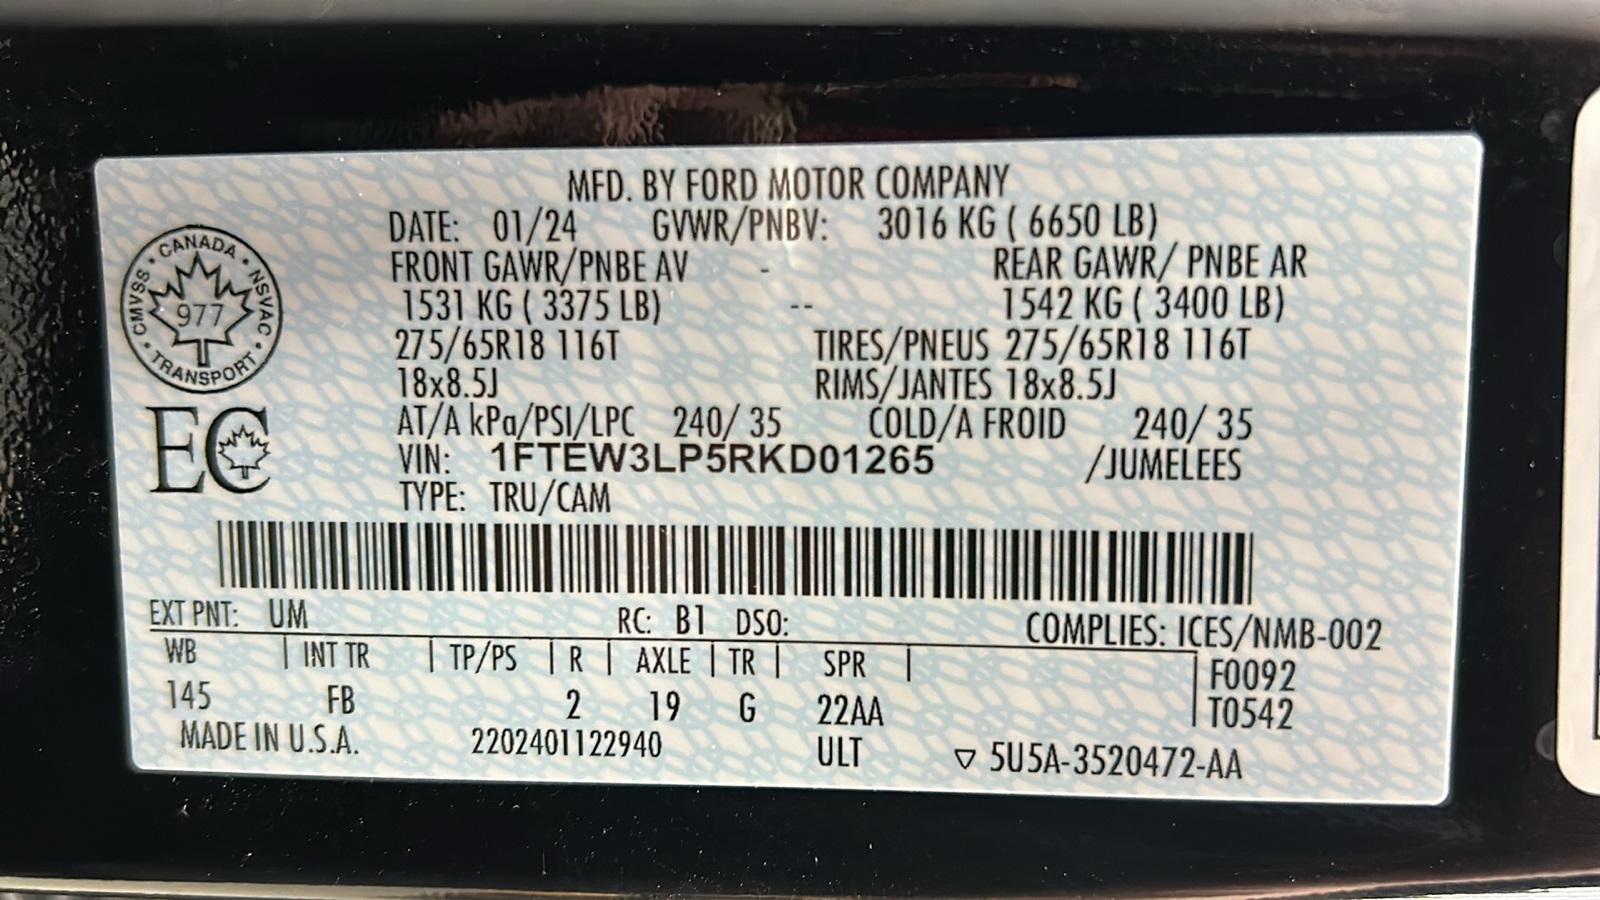 MFD. BY FORD MOTOR COMPANY
DATE: 01/24 GVWR/PNBV: 3016 KG ( 6650 LB)
FRONT GAWR/PNBE AV - REAR GAWR/ PNBE AR
1531 KG ( 3375 LB) -- 1542 KG ( 3400 LB)
275/65R18 116T TIRES/PNEUS 275/65R18 116T
18x8.5J RIMS/JANTES 18x8.5J
AT/A kPa/PSI/LPC 240/ 35 COLD/A FROID 240/ 35
VIN: 1FTEW3LP5RKD01265 /JUMELEES
TYPE: TRU/CAM
CANADA
CMVSS • NSVAC
977
TRANSPORT
EC
EXT PNT: UM RC: B1 DSO: COMPLIES: ICES/NMB-002
WB | INT TR | TP/PS | R | AXLE | TR | SPR | F0092
145 FB 2 19 G 22AA T0542
MADE IN U.S.A. 2202401122940 ULT ▽ 5U5A-3520472-AA